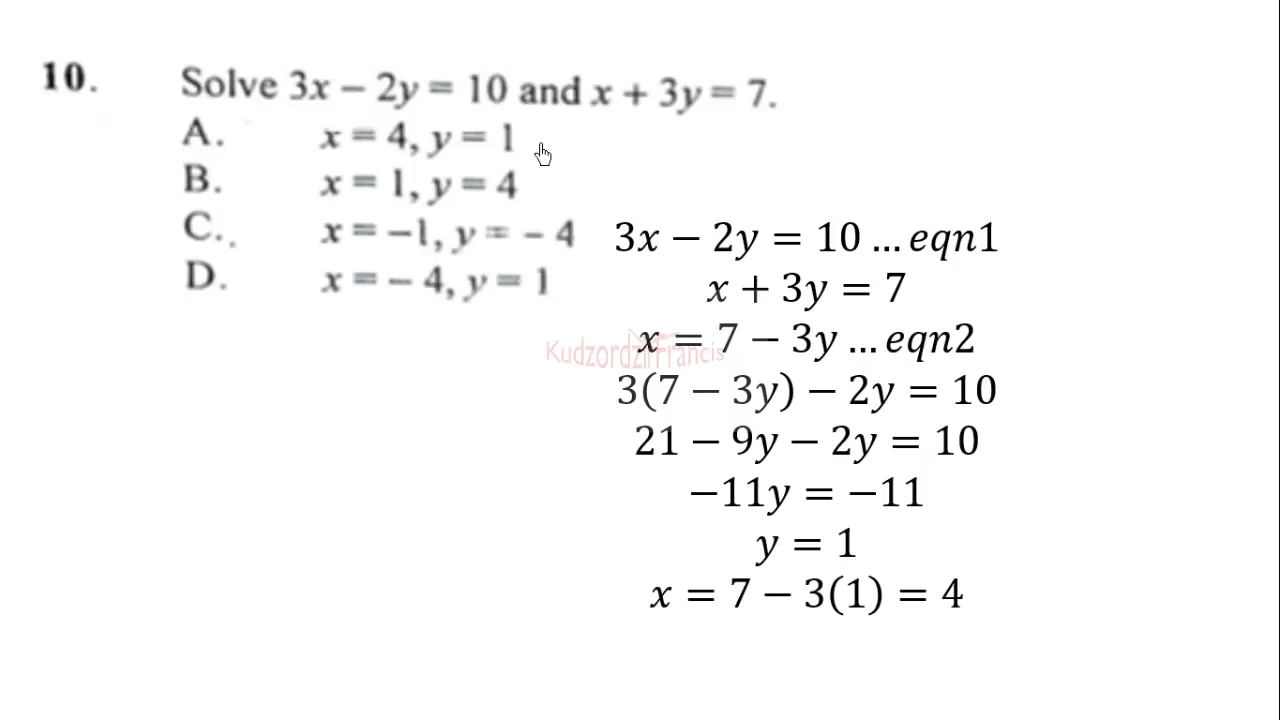 10. Solve 3x − 2y = 10 and x + 3y = 7.
A. x = 4, y = 1
B. x = 1, y = 4
C. x = −1, y = − 4
D. x = − 4, y = 1
3x − 2y = 10 ... eqn1
x + 3y = 7
x = 7 − 3y ... eqn2
3(7 − 3y) − 2y = 10
21 − 9y − 2y = 10
−11y = −11
y = 1
x = 7 − 3(1) = 4
Kudzordzi Francis